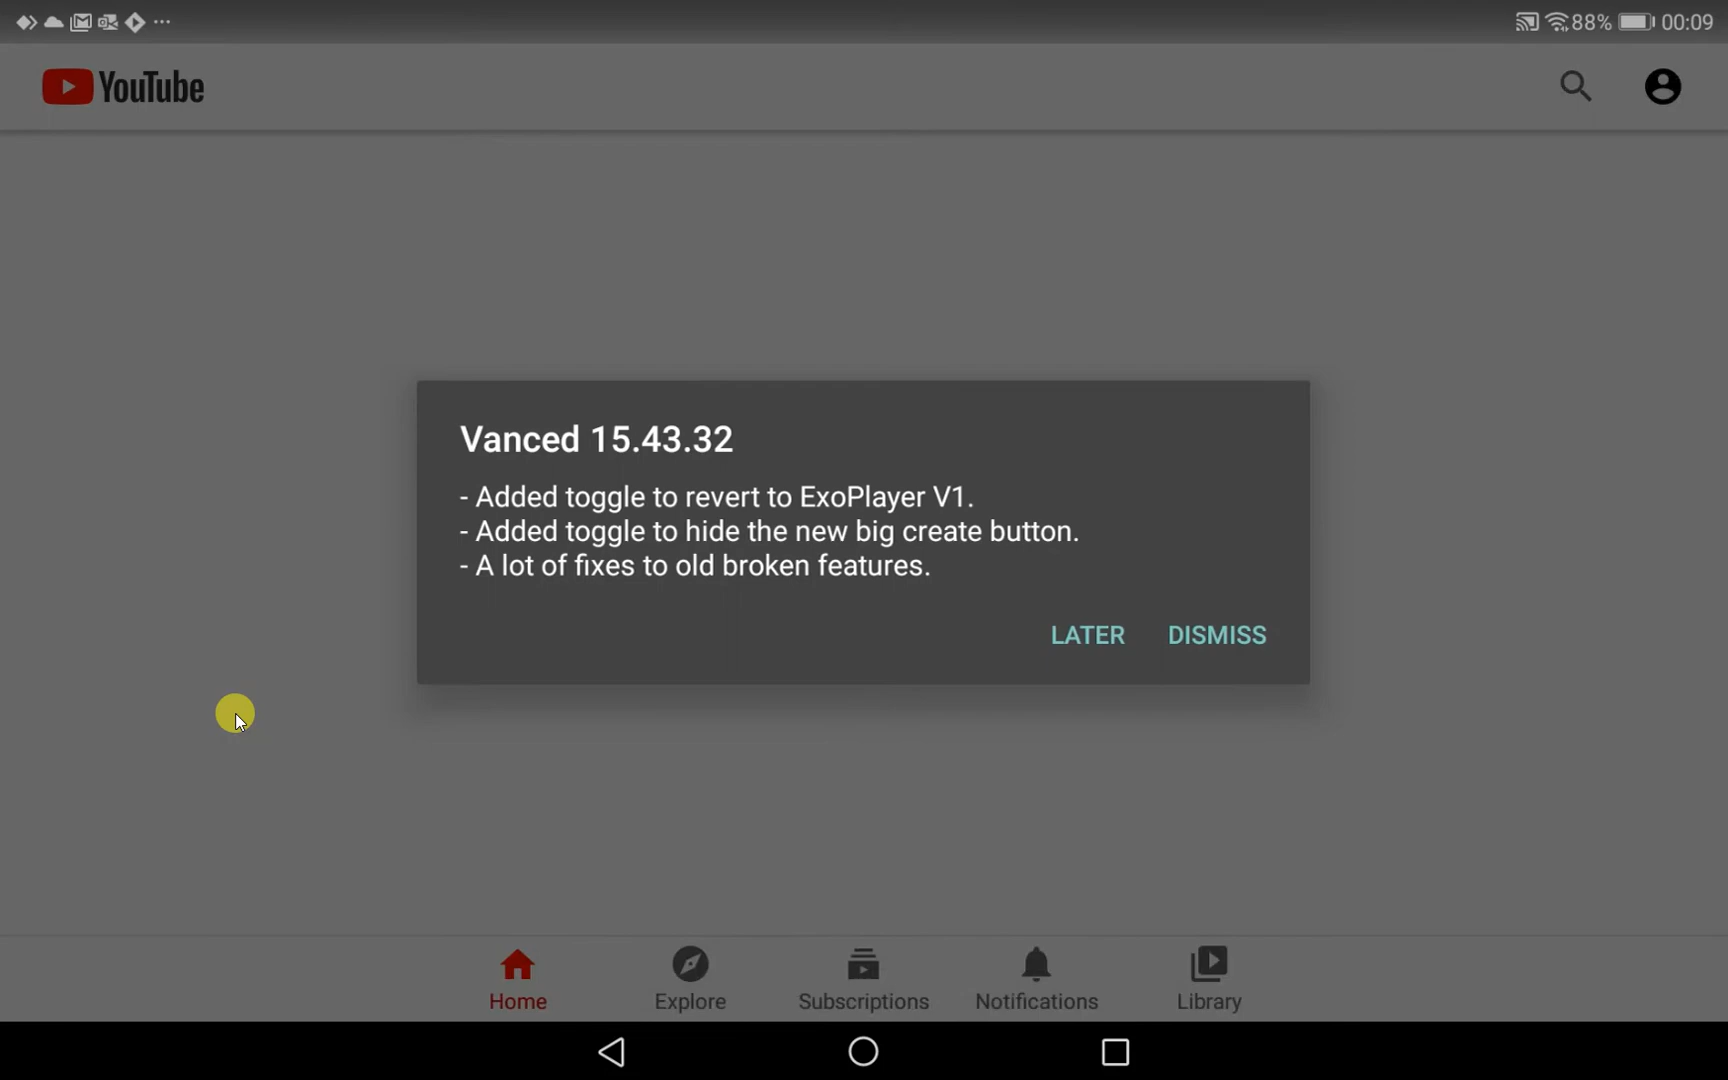 88% 00:09
YouTube
Vanced 15.43.32
- Added toggle to revert to ExoPlayer V1.
- Added toggle to hide the new big create button.
- A lot of fixes to old broken features.
LATER DISMISS
Home Explore Subscriptions Notifications Library